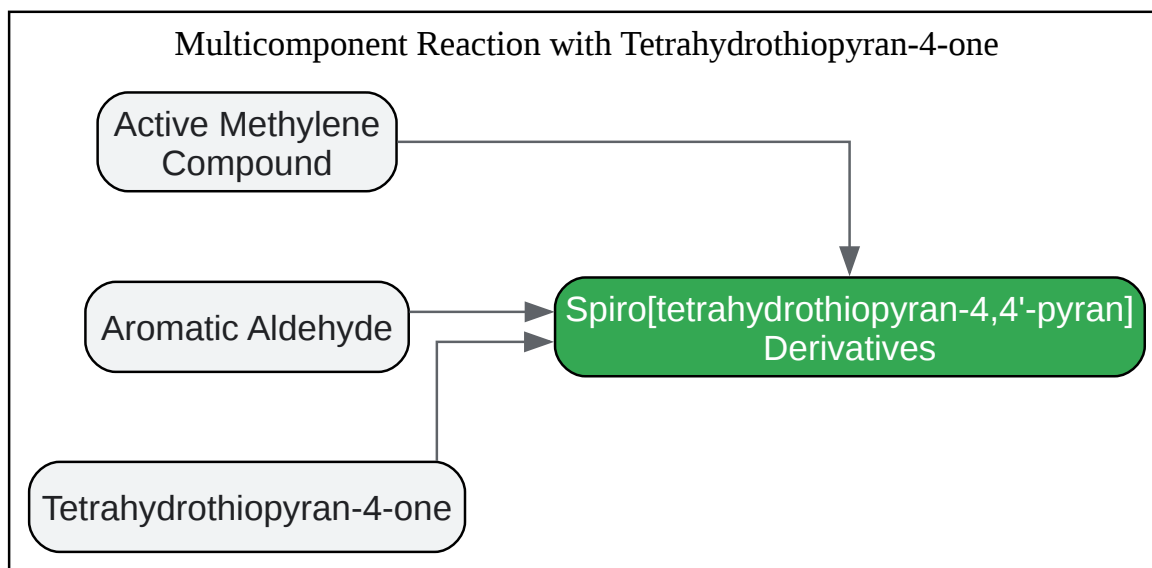 Multicomponent Reaction with Tetrahydrothiopyran-4-one
Active Methylene
Compound
Aromatic Aldehyde
Spiro[tetrahydrothiopyran-4,4'-pyran]
Derivatives
Tetrahydrothiopyran-4-one